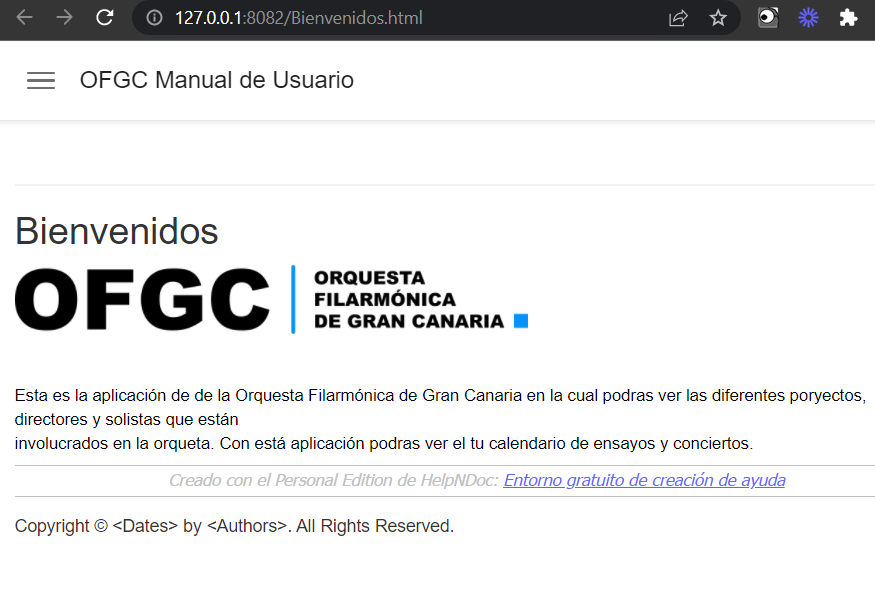 127.0.0.1:8082/Bienvenidos.html
OFGC Manual de Usuario
Bienvenidos
OFGC
ORQUESTA
FILARMÓNICA
DE GRAN CANARIA
Esta es la aplicación de de la Orquesta Filarmónica de Gran Canaria en la cual podras ver las diferentes poryectos,
directores y solistas que están
involucrados en la orqueta. Con está aplicación podras ver el tu calendario de ensayos y conciertos.
Creado con el Personal Edition de HelpNDoc: Entorno gratuito de creación de ayuda
Copyright © <Dates> by <Authors>. All Rights Reserved.